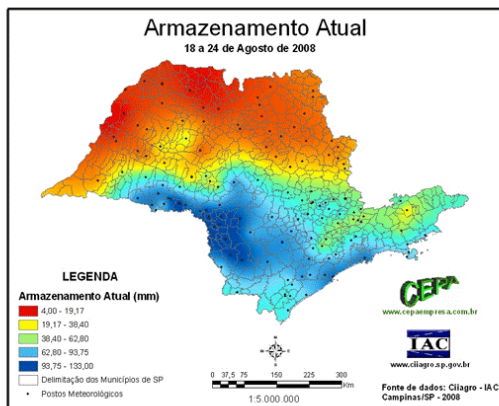 Armazenamento Atual
18 a 24 de Agosto de 2008
LEGENDA
Armazenamento Atual (mm)
4,00 - 19,17
19,17 - 38,40
38,40 - 62,80
62,80 - 93,75
93,75 - 133,00
Delimitação dos Municípios de SP
Postos Meteorológicos
0 37,5 75 150 225 300
Km
1:5.000.000
CEPA
www.cepaempresa.com.br
IAC
www.ciiagro.sp.gov.br
Fonte de dados: Ciiagro - IAC
Campinas/SP - 2008